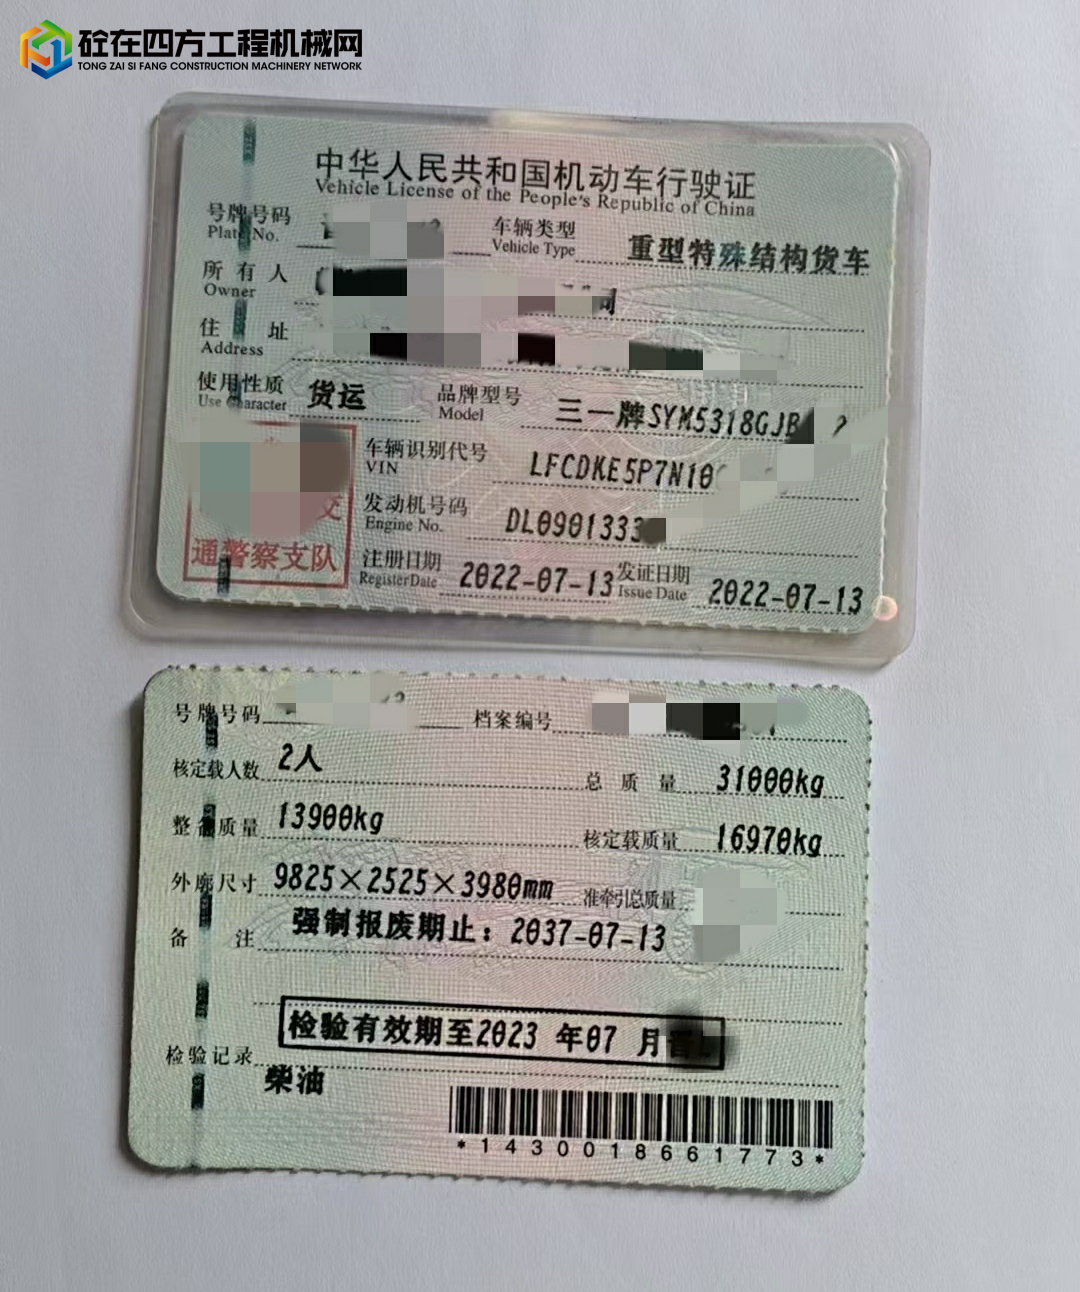 砼在四方工程机械网
TONG ZAI SI FANG CONSTRUCTION MACHINERY NETWORK
中华人民共和国机动车行驶证
Vehicle License of the People's Republic of China
号牌号码 车辆类型 重型特殊结构货车
Plate No. Vehicle Type
所有人 司
Owner
住址
Address
使用性质 货运 品牌型号 三一牌SYM5318GJB
Use Character Model
车辆识别代号 LFCDKE5P7N10
VIN
发动机号码 DL0901333
Engine No.
交
通警察支队
注册日期 2022-07-13 发证日期 2022-07-13
Register Date Issue Date
号牌号码 档案编号
核定载人数 2人 总质量 31000kg
整备质量 13900kg 核定载质量 16970kg
外廓尺寸 9825×2525×3980mm 准牵引总质量
备注 强制报废期止：2037-07-13
检验有效期至2023 年07 月
检验记录
柴油
*1430018661773*